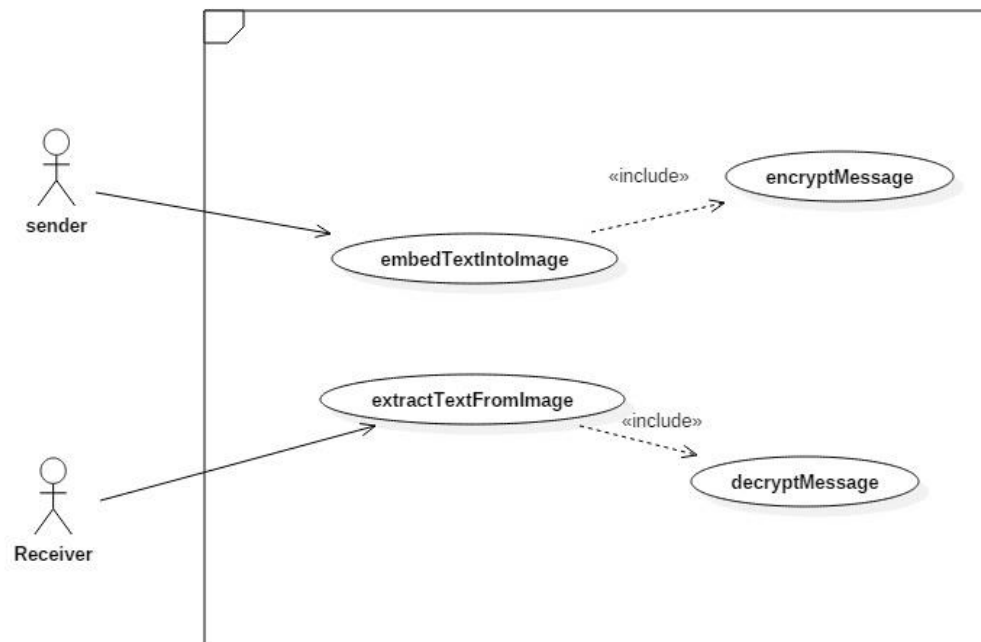 «include»
encryptMessage
sender
embedTextIntoImage
extractTextFromImage
«include»
decryptMessage
Receiver